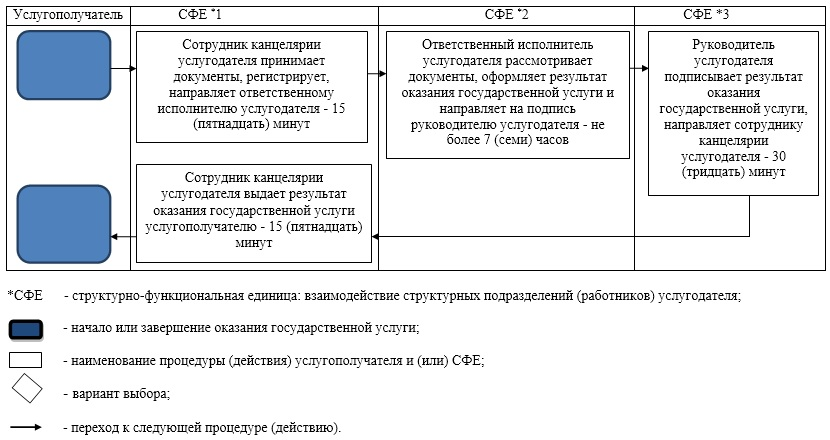 Услугополучатель
СФЕ *1
СФЕ *2
СФЕ *3
Сотрудник канцелярии
услугодателя принимает
документы, регистрирует,
направляет ответственному
исполнителю услугодателя - 15
(пятнадцать) минут
Ответственный исполнитель
услугодателя рассмотривает
документы, оформляет результат
оказания государственной услуги и
направляет на подпись
руководителю услугодателя - не
более 7 (семи) часов
Руководитель
услугодателя
подписывает результат
оказания
государственной услуги,
направляет сотруднику
канцелярии
услугодателя - 30
(тридцать) минут
Сотрудник канцелярии
услугодателя выдает результат
оказания государственной услуги
услугополучателю - 15 (пятнадцать)
минут
*СФЕ - структурно-функциональная единица: взаимодействие структурных подразделений (работников) услугодателя;
- начало или завершение оказания государственной услуги;
- наименование процедуры (действия) услугополучателя и (или) СФЕ;
- вариант выбора;
- переход к следующей процедуре (действию).